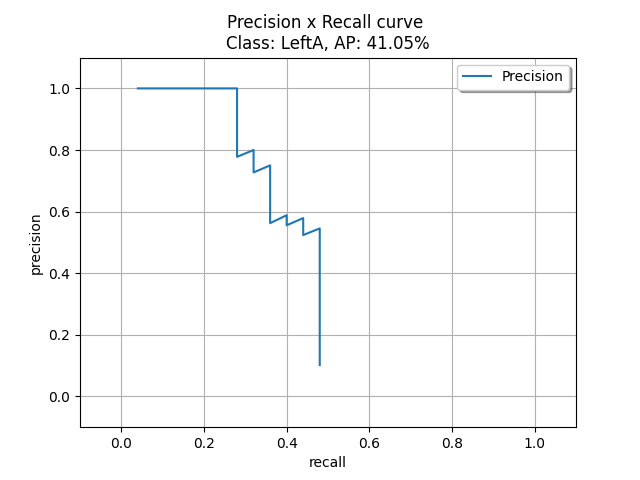 Precision x Recall curve
Class: LeftA, AP: 41.05%
Precision
1.0
0.8
0.6
0.4
0.2
0.0
precision
0.0 0.2 0.4 0.6 0.8 1.0
recall